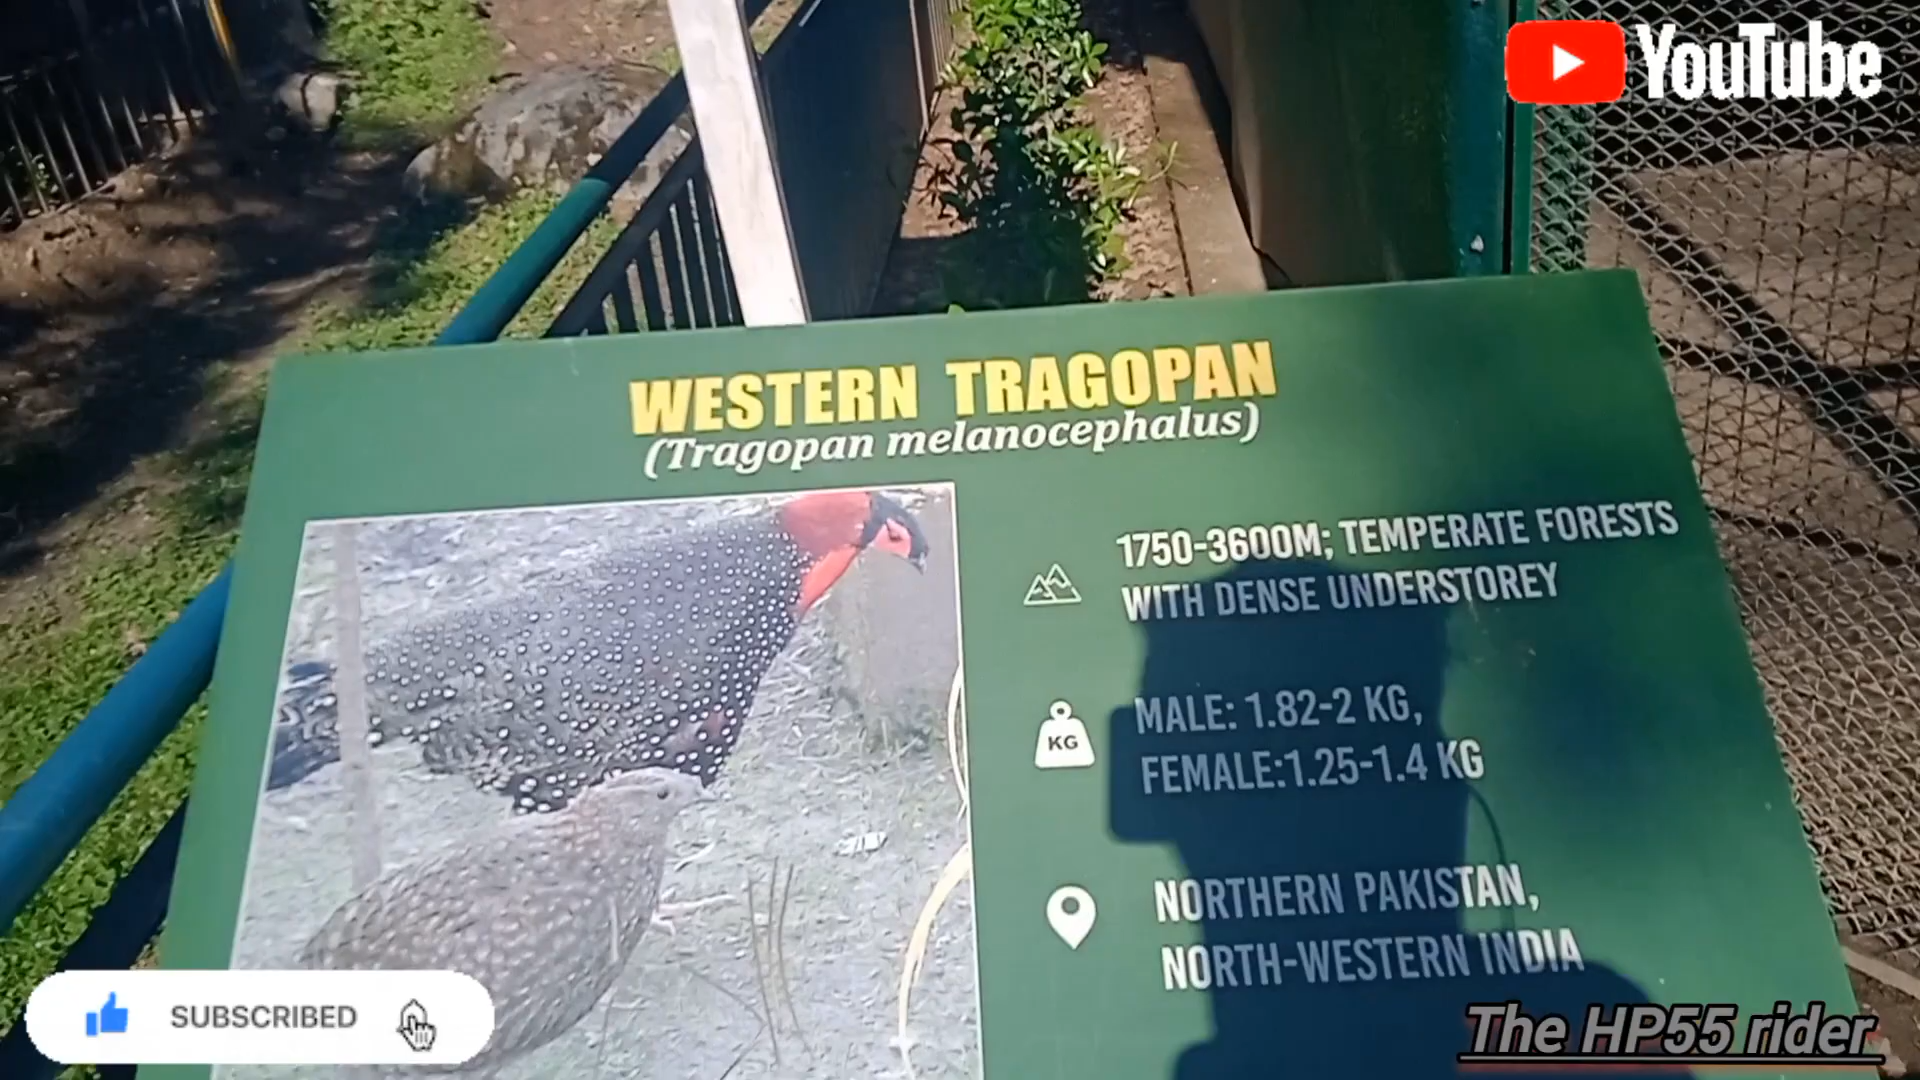 YouTube
WESTERN TRAGOPAN
(Tragopan melanocephalus)
1750-3600M; TEMPERATE FORESTS
WITH DENSE UNDERSTOREY
KG
MALE: 1.82-2 KG,
FEMALE:1.25-1.4 KG
NORTHERN PAKISTAN,
NORTH-WESTERN INDIA
SUBSCRIBED
The HP55 rider